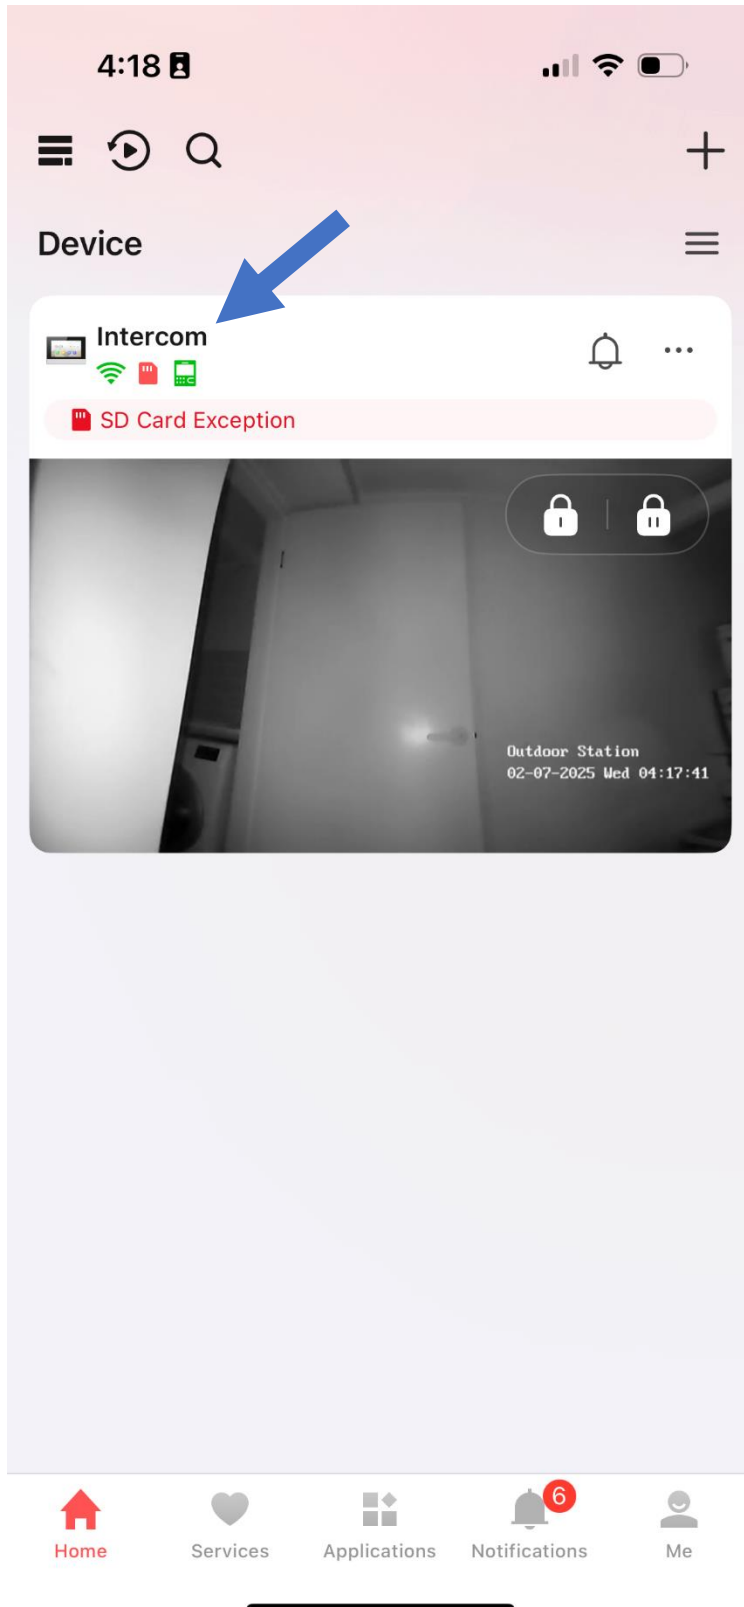 4:18
Device
Intercom
SD Card Exception
Outdoor Station
02-07-2025 Wed 04:17:41
6
Home
Services
Applications
Notifications
Me